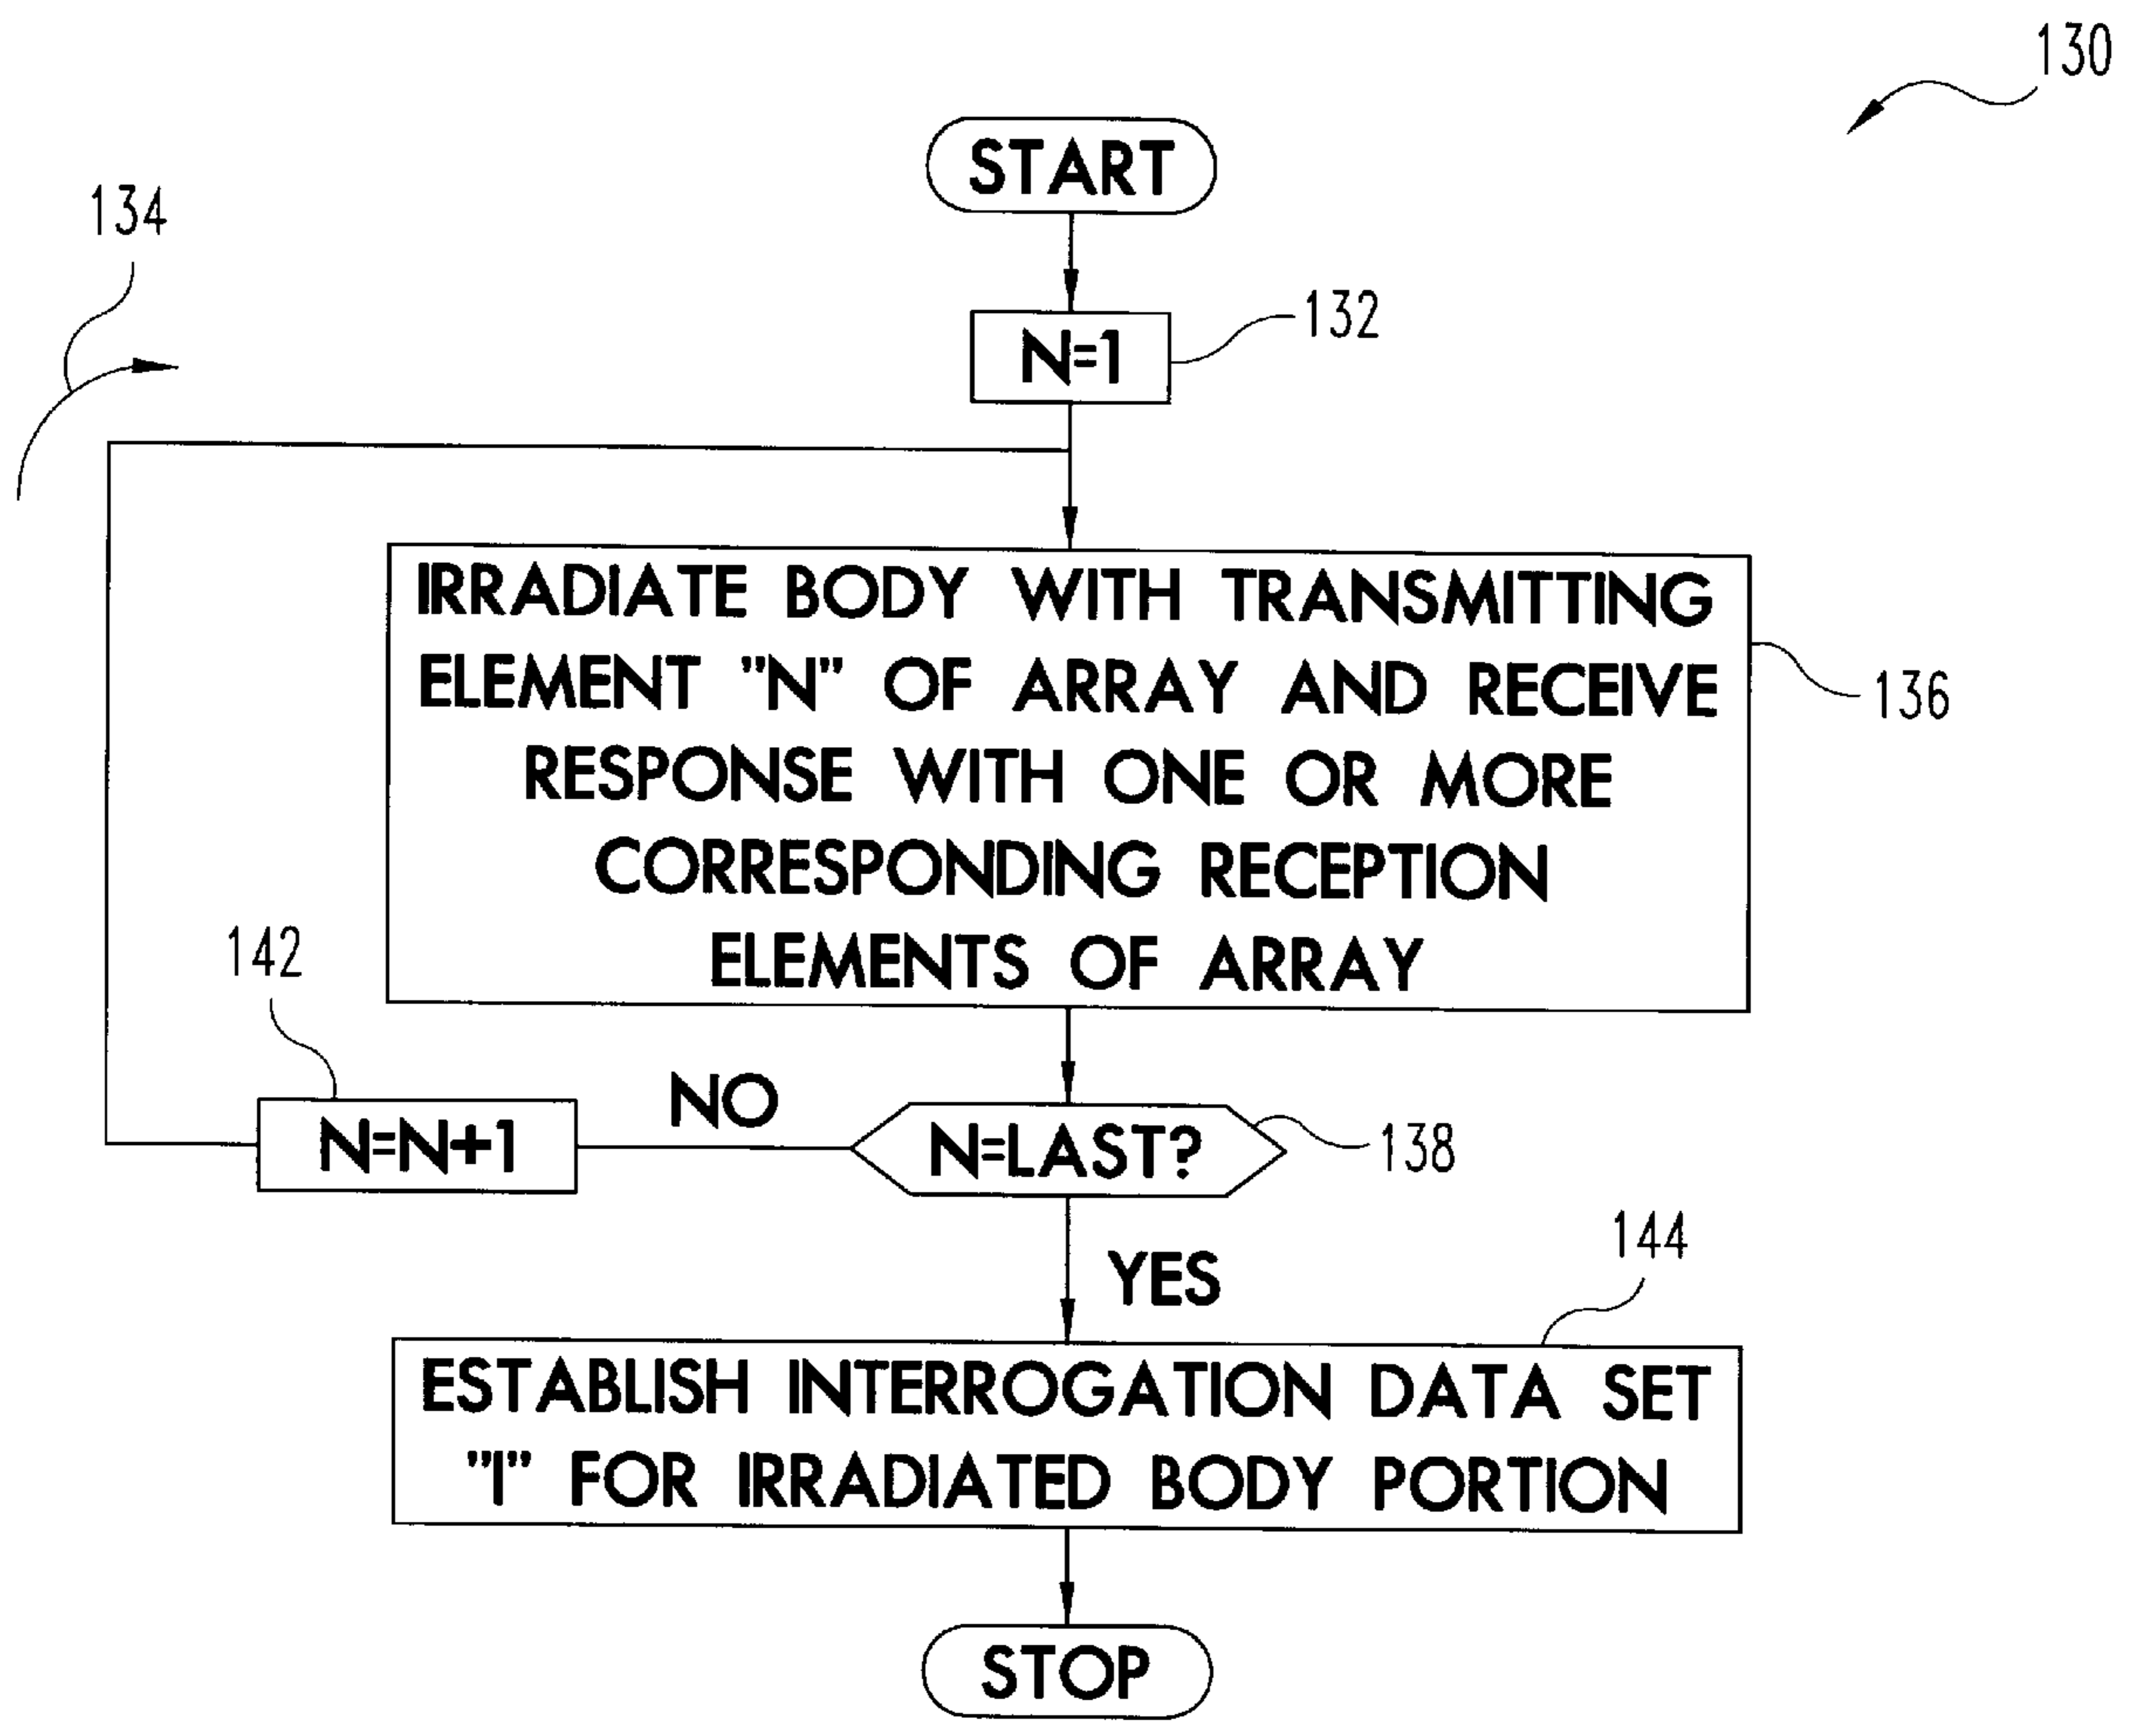 130
START
134
132
N=1
IRRADIATE BODY WITH TRANSMITTING
ELEMENT "N" OF ARRAY AND RECEIVE
136
RESPONSE WITH ONE OR MORE
CORRESPONDING RECEPTION
ELEMENTS OF ARRAY
142
NO
N=N+1
N=LAST?
138
YES
144
ESTABLISH INTERROGATION DATA SET
"I" FOR IRRADIATED BODY PORTION
STOP